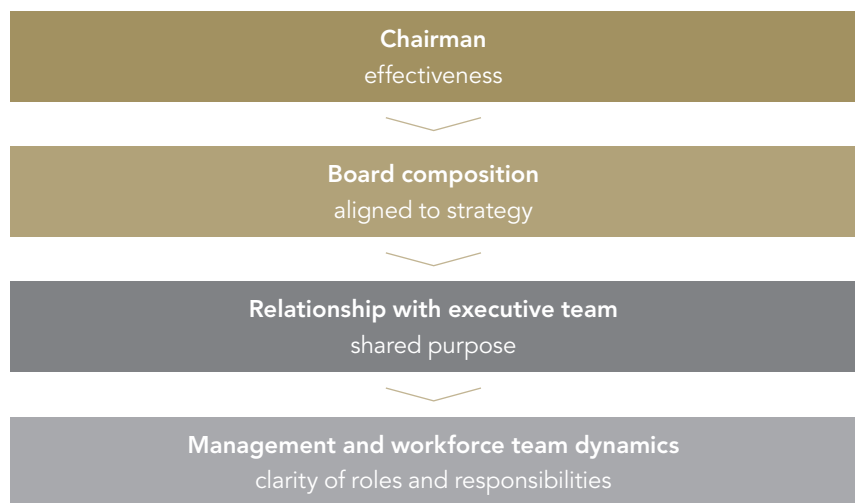 Chairman
effectiveness
Board composition
aligned to strategy
Relationship with executive team
shared purpose
Management and workforce team dynamics
clarity of roles and responsibilities